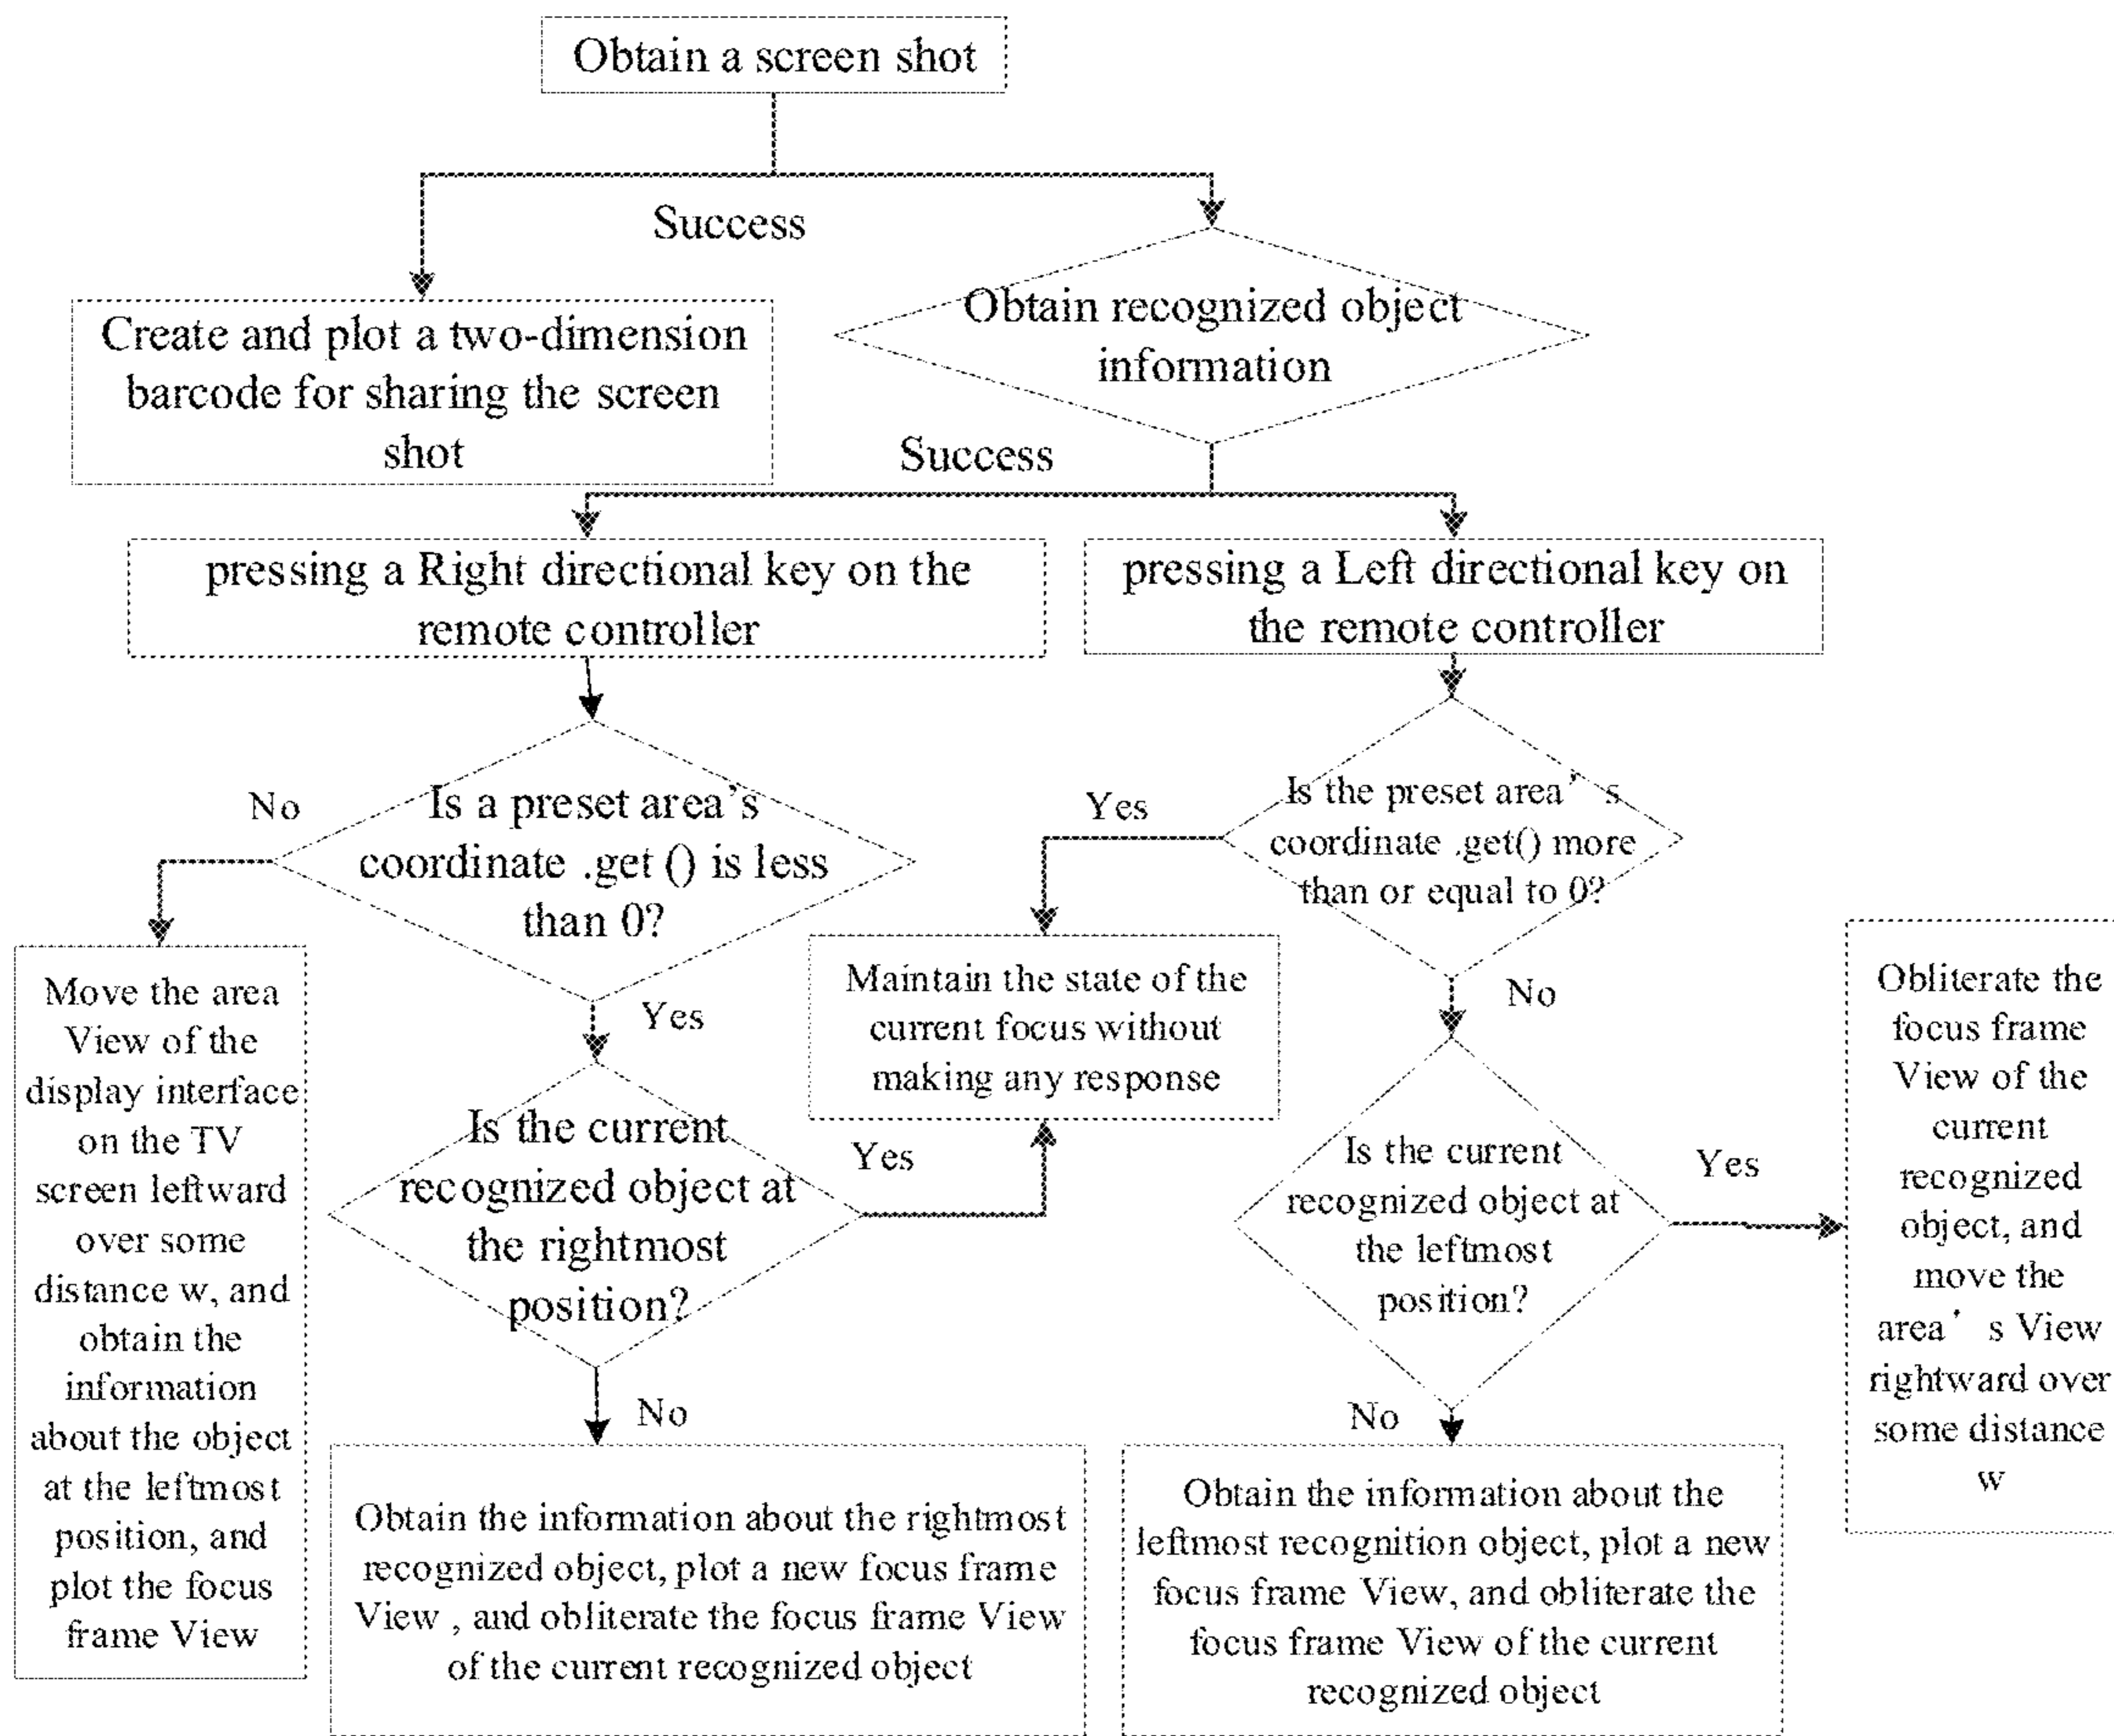 Obtain a screen shot
Success
Create and plot a two-dimension
barcode for sharing the screen
shot
Obtain recognized object
information
Success
pressing a Right directional key on the
remote controller
pressing a Left directional key on
the remote controller
No
Is a preset area's
coordinate .get () is less
than 0?
Yes
Is the preset area's
coordinate .get() more
than or equal to 0?
Yes
No
Move the area
View of the
display interface
on the TV
screen leftward
over some
distance w, and
obtain the
information
about the object
at the leftmost
position, and
plot the focus
frame View
Maintain the state of the
current focus without
making any response
Is the current
recognized object at
the rightmost
position?
Yes
No
Is the current
recognized object at
the leftmost
position?
Yes
No
Obliterate the
focus frame
View of the
current
recognized
object, and
move the
area's View
rightward over
some distance
w
Obtain the information about the rightmost
recognized object, plot a new focus frame
View , and obliterate the focus frame View
of the current recognized object
Obtain the information about the
leftmost recognition object, plot a new
focus frame View, and obliterate the
focus frame View of the current
recognized object